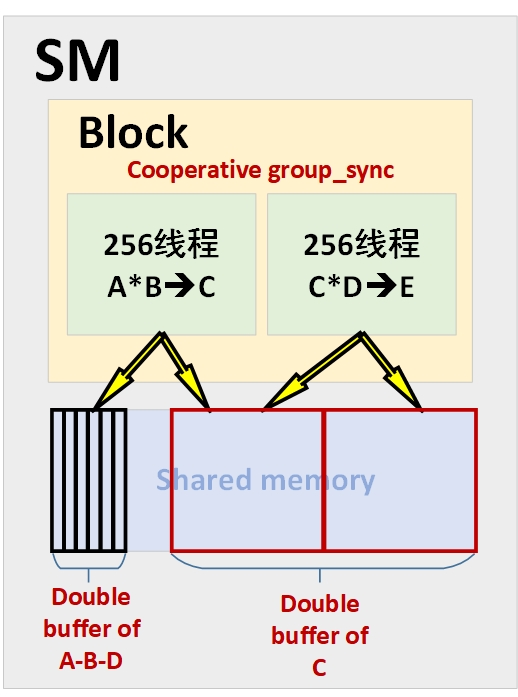 SM
Block
Cooperative group_sync
256线程
A*B➔C
256线程
C*D➔E
Shared memory
Double
buffer of
A-B-D
Double
buffer of
C